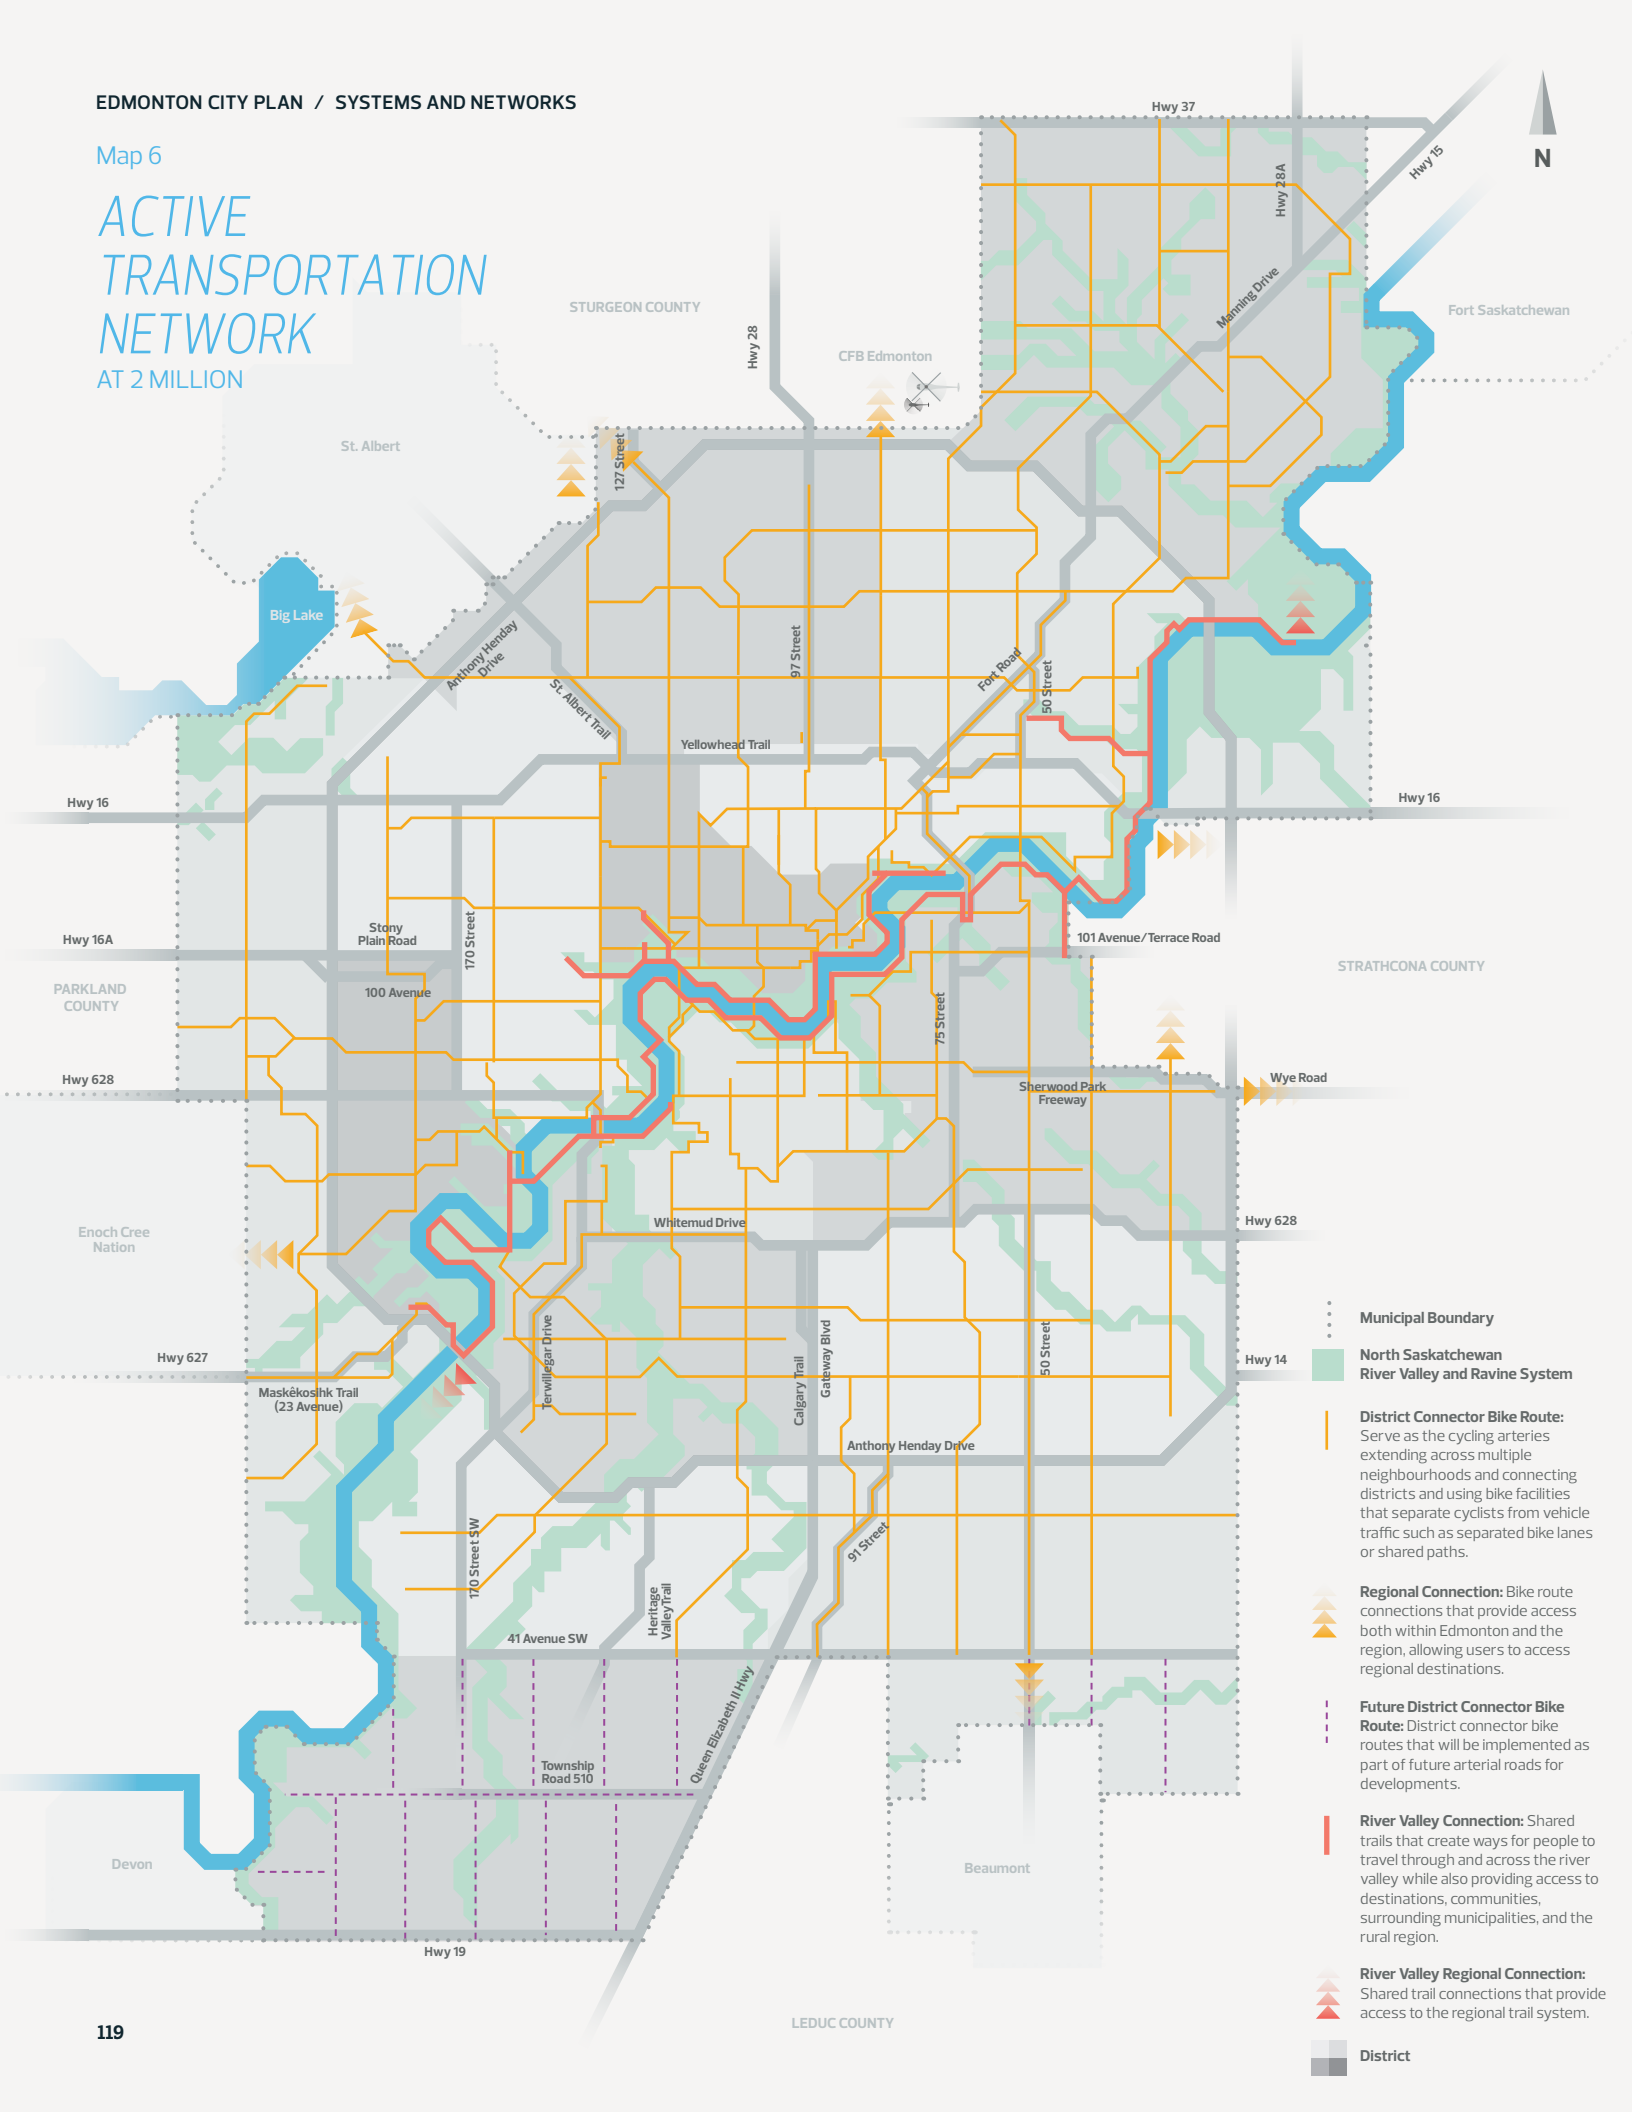 EDMONTON CITY PLAN / SYSTEMS AND NETWORKS
Map 6
ACTIVE
TRANSPORTATION
NETWORK
AT 2 MILLION
Hwy 37
Hwy 15
N
Hwy 28A
Manning Drive
STURGEON COUNTY
Fort Saskatchewan
Hwy 28
CFB Edmonton
St. Albert
127 Street
Big Lake
Anthony Henday
Drive
St. Albert Trail
97 Street
Fort Road
50 Street
Yellowhead Trail
Hwy 16
Hwy 16
Stony
Plain Road
170 Street
Hwy 16A
101 Avenue/Terrace Road
STRATHCONA COUNTY
PARKLAND
COUNTY
100 Avenue
75 Street
Hwy 628
Sherwood Park
Freeway
Wye Road
Enoch Cree
Nation
Whitemud Drive
Hwy 628
Terwillegar Drive
Calgary Trail
Gateway Blvd
50 Street
Hwy 627
Hwy 14
Maskêkosihk Trail
(23 Avenue)
Anthony Henday Drive
91 Street
170 Street SW
Heritage
Valley Trail
41 Avenue SW
Queen Elizabeth II Hwy
Township
Road 510
Devon
Beaumont
Hwy 19
LEDUC COUNTY
119
Municipal Boundary
North Saskatchewan
River Valley and Ravine System
District Connector Bike Route:
Serve as the cycling arteries
extending across multiple
neighbourhoods and connecting
districts and using bike facilities
that separate cyclists from vehicle
traffic such as separated bike lanes
or shared paths.
Regional Connection: Bike route
connections that provide access
both within Edmonton and the
region, allowing users to access
regional destinations.
Future District Connector Bike
Route: District connector bike
routes that will be implemented as
part of future arterial roads for
developments.
River Valley Connection: Shared
trails that create ways for people to
travel through and across the river
valley while also providing access to
destinations, communities,
surrounding municipalities, and the
rural region.
River Valley Regional Connection:
Shared trail connections that provide
access to the regional trail system.
District